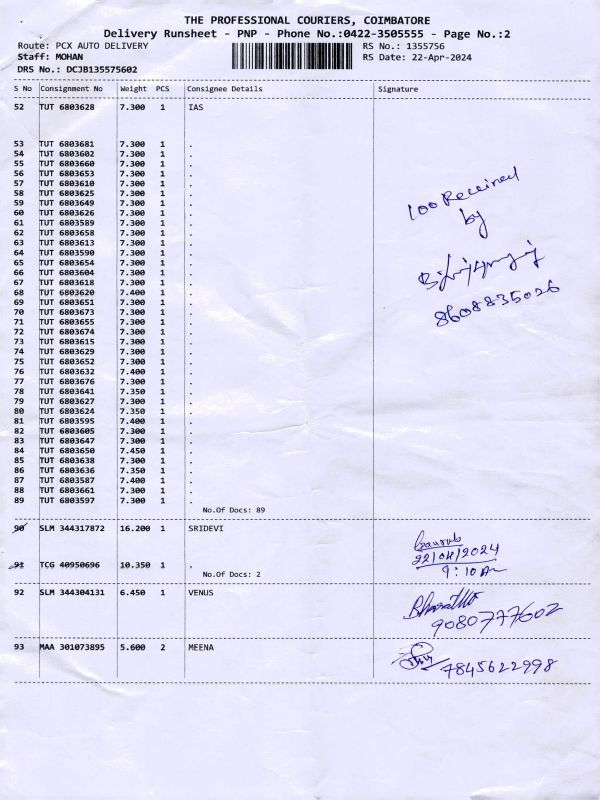 THE PROFESSIONAL COURIERS, COIMBATORE
Delivery Runsheet - PNP - Phone No.:0422-3505555 - Page No.:2
Route: PCX AUTO DELIVERY RS No.: 1355756
Staff: MOHAN RS Date: 22-Apr-2024
DRS No.: DCJB135575602
S No Consignment No Weight PCS Consignee Details Signature
52 TUT 6803628 7.300 1 IAS
53 TUT 6803681 7.300 1 .
54 TUT 6803602 7.300 1 .
55 TUT 6803660 7.300 1 .
56 TUT 6803653 7.300 1 .
57 TUT 6803610 7.300 1 .
58 TUT 6803625 7.300 1 .
59 TUT 6803649 7.300 1 .
60 TUT 6803626 7.300 1 .
61 TUT 6803589 7.300 1 .
62 TUT 6803658 7.300 1 .
63 TUT 6803613 7.300 1 .
64 TUT 6803590 7.300 1 .
65 TUT 6803654 7.300 1 .
66 TUT 6803604 7.300 1 .
67 TUT 6803618 7.300 1 .
68 TUT 6803620 7.400 1 .
69 TUT 6803651 7.300 1 .
70 TUT 6803673 7.300 1 .
71 TUT 6803655 7.300 1 .
72 TUT 6803674 7.300 1 .
73 TUT 6803615 7.300 1 .
74 TUT 6803629 7.300 1 .
75 TUT 6803652 7.300 1 .
76 TUT 6803632 7.400 1 .
77 TUT 6803676 7.300 1 .
78 TUT 6803641 7.350 1 .
79 TUT 6803627 7.300 1 .
80 TUT 6803624 7.350 1 .
81 TUT 6803595 7.400 1 .
82 TUT 6803605 7.300 1 .
83 TUT 6803647 7.300 1 .
84 TUT 6803650 7.450 1 .
85 TUT 6803638 7.300 1 .
86 TUT 6803636 7.350 1 .
87 TUT 6803587 7.400 1 .
88 TUT 6803661 7.300 1 .
89 TUT 6803597 7.300 1 .
No.Of Docs: 89
100 Received
by
8608835026
90 SLM 344317872 16.200 1 SRIDEVI
22/04/2024
91 TCG 40950696 10.350 1 .
9:10 Am
No.Of Docs: 2
92 SLM 344304131 6.450 1 VENUS
9080777602
93 MAA 301073895 5.600 2 MEENA
7845622998